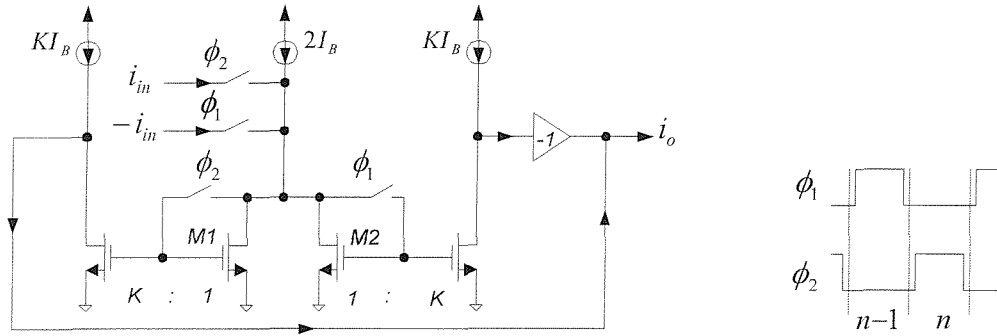 KI_B
2I_B
KI_B
ϕ_2
i_in
ϕ_1
−i_in
-1
i_o
ϕ_2
ϕ_1
M1
M2
K : 1
1 : K
ϕ_1
ϕ_2
n−1
n